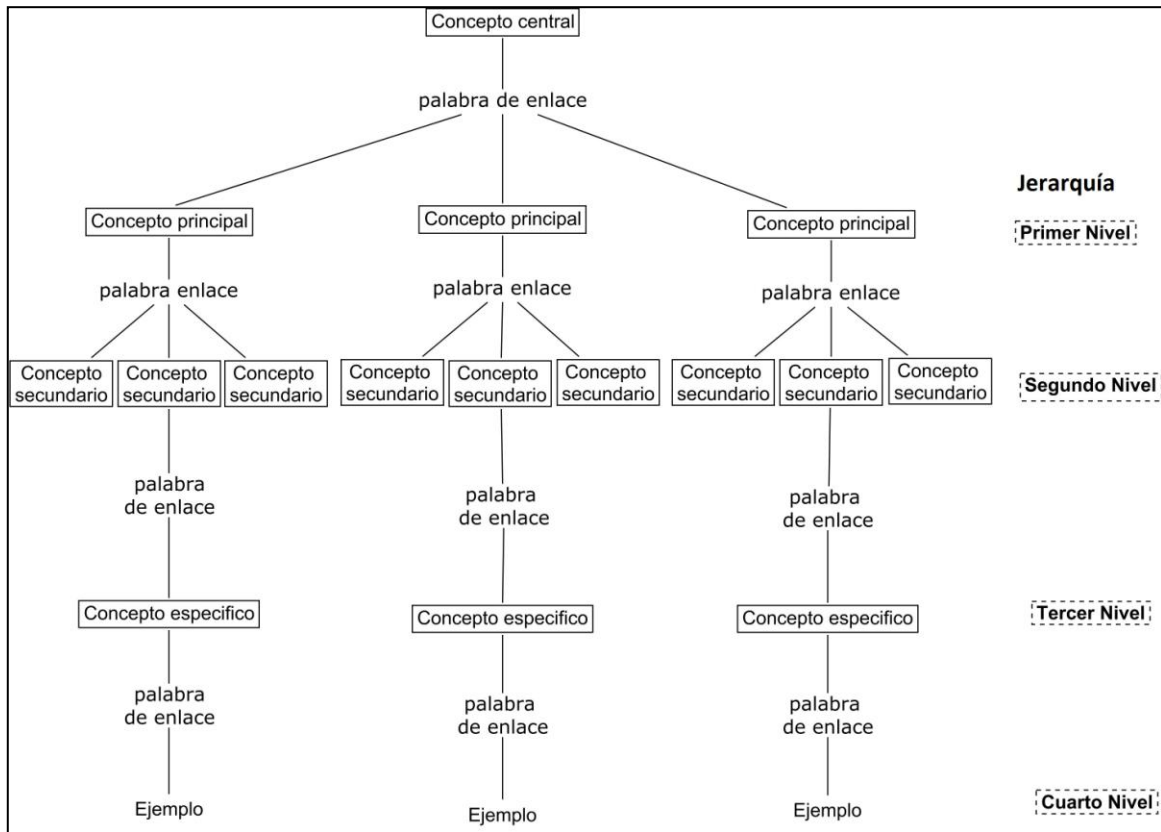 Concepto central
palabra de enlace
Jerarquía
Concepto principal
Concepto principal
Concepto principal
Primer Nivel
palabra enlace
palabra enlace
palabra enlace
Concepto
secundario
Concepto
secundario
Concepto
secundario
Concepto
secundario
Concepto
secundario
Concepto
secundario
Concepto
secundario
Concepto
secundario
Concepto
secundario
Segundo Nivel
palabra
de enlace
palabra
de enlace
palabra
de enlace
Concepto especifico
Concepto especifico
Concepto especifico
Tercer Nivel
palabra
de enlace
palabra
de enlace
palabra
de enlace
Ejemplo
Ejemplo
Ejemplo
Cuarto Nivel